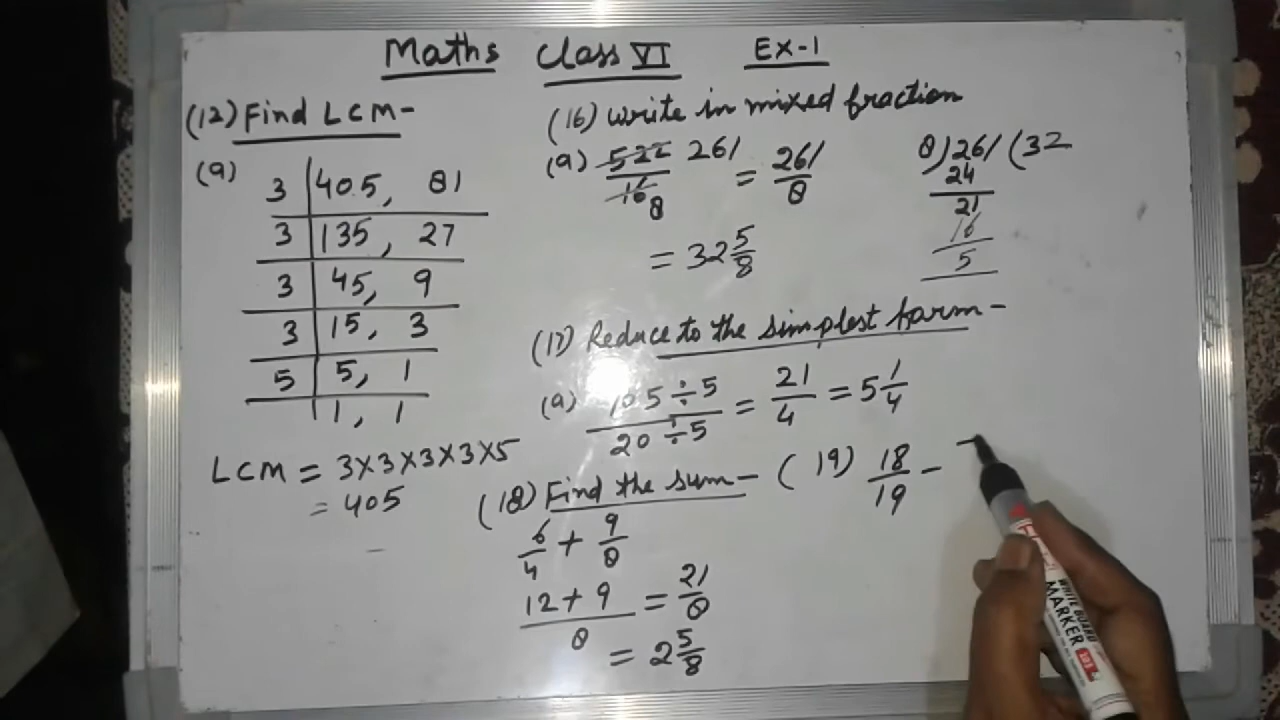 Maths Class VI Ex-1
(12) Find LCM-
(a)
3 | 405, 81
3 | 135, 27
3 | 45, 9
3 | 15, 3
5 | 5, 1
| 1, 1
LCM = 3×3×3×3×5
= 405
(16) Write in mixed fraction
(a) 522/16 261/8 = 261/8
= 32 5/8
8)261(32
24
21
16
5
(17) Reduce to the simplest form-
(a) 105÷5/20÷5 = 21/4 = 5 1/4
(18) Find the sum-
6/4 + 9/8
12+9/8 = 21/8
= 2 5/8
(19) 18/19 -
WHITE BOARD
MARKER